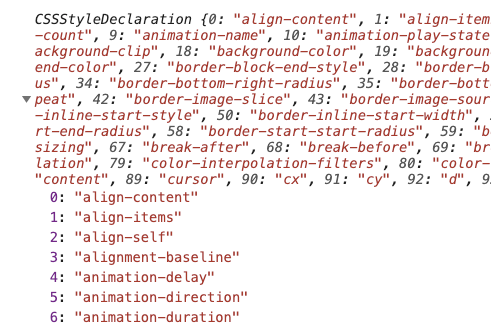 CSSStyleDeclaration {0: "align-content", 1: "align-item
-count", 9: "animation-name", 10: "animation-play-state
ackground-clip", 18: "background-color", 19: "backgroun
end-color", 27: "border-block-end-style", 28: "border-b
us", 34: "border-bottom-right-radius", 35: "border-bott
peat", 42: "border-image-slice", 43: "border-image-sour
-inline-start-style", 50: "border-inline-start-width",
rt-end-radius", 58: "border-start-start-radius", 59: "b
sizing", 67: "break-after", 68: "break-before", 69: "br
lation", 79: "color-interpolation-filters", 80: "color-
"content", 89: "cursor", 90: "cx", 91: "cy", 92: "d", 9
0: "align-content"
1: "align-items"
2: "align-self"
3: "alignment-baseline"
4: "animation-delay"
5: "animation-direction"
6: "animation-duration"